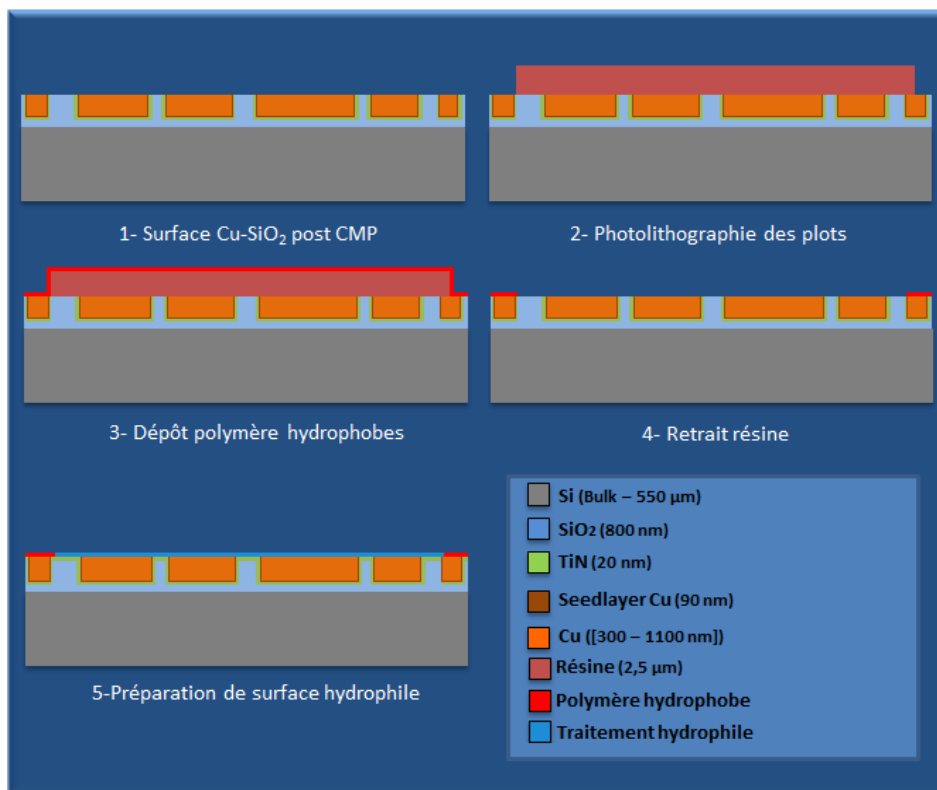 1- Surface Cu-SiO₂ post CMP
2- Photolithographie des plots
3- Dépôt polymère hydrophobes
4- Retrait résine
5-Préparation de surface hydrophile
Si (Bulk – 550 µm)
SiO₂ (800 nm)
TiN (20 nm)
Seedlayer Cu (90 nm)
Cu ([300 – 1100 nm])
Résine (2,5 µm)
Polymère hydrophobe
Traitement hydrophile